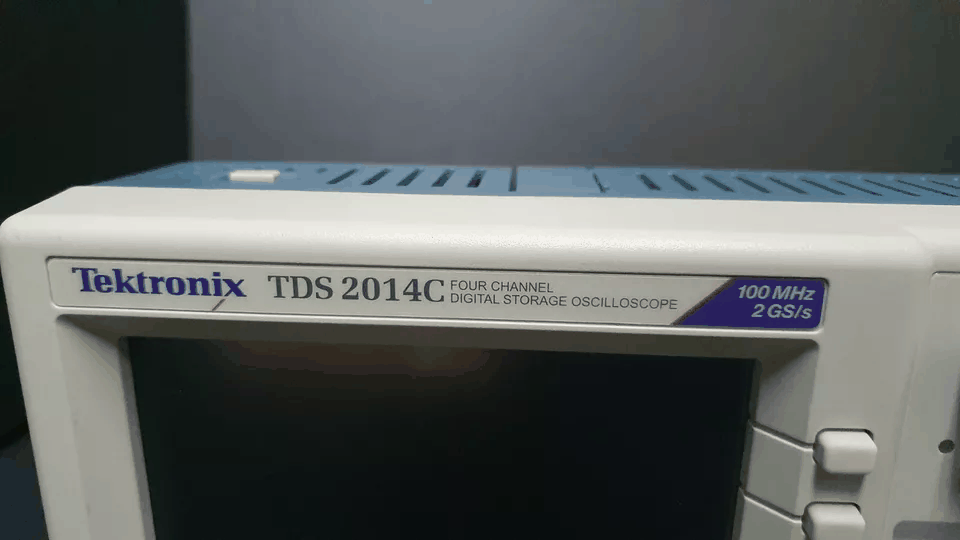 Tektronix TDS 2014C FOUR CHANNEL
DIGITAL STORAGE OSCILLOSCOPE
100 MHz
2 GS/s